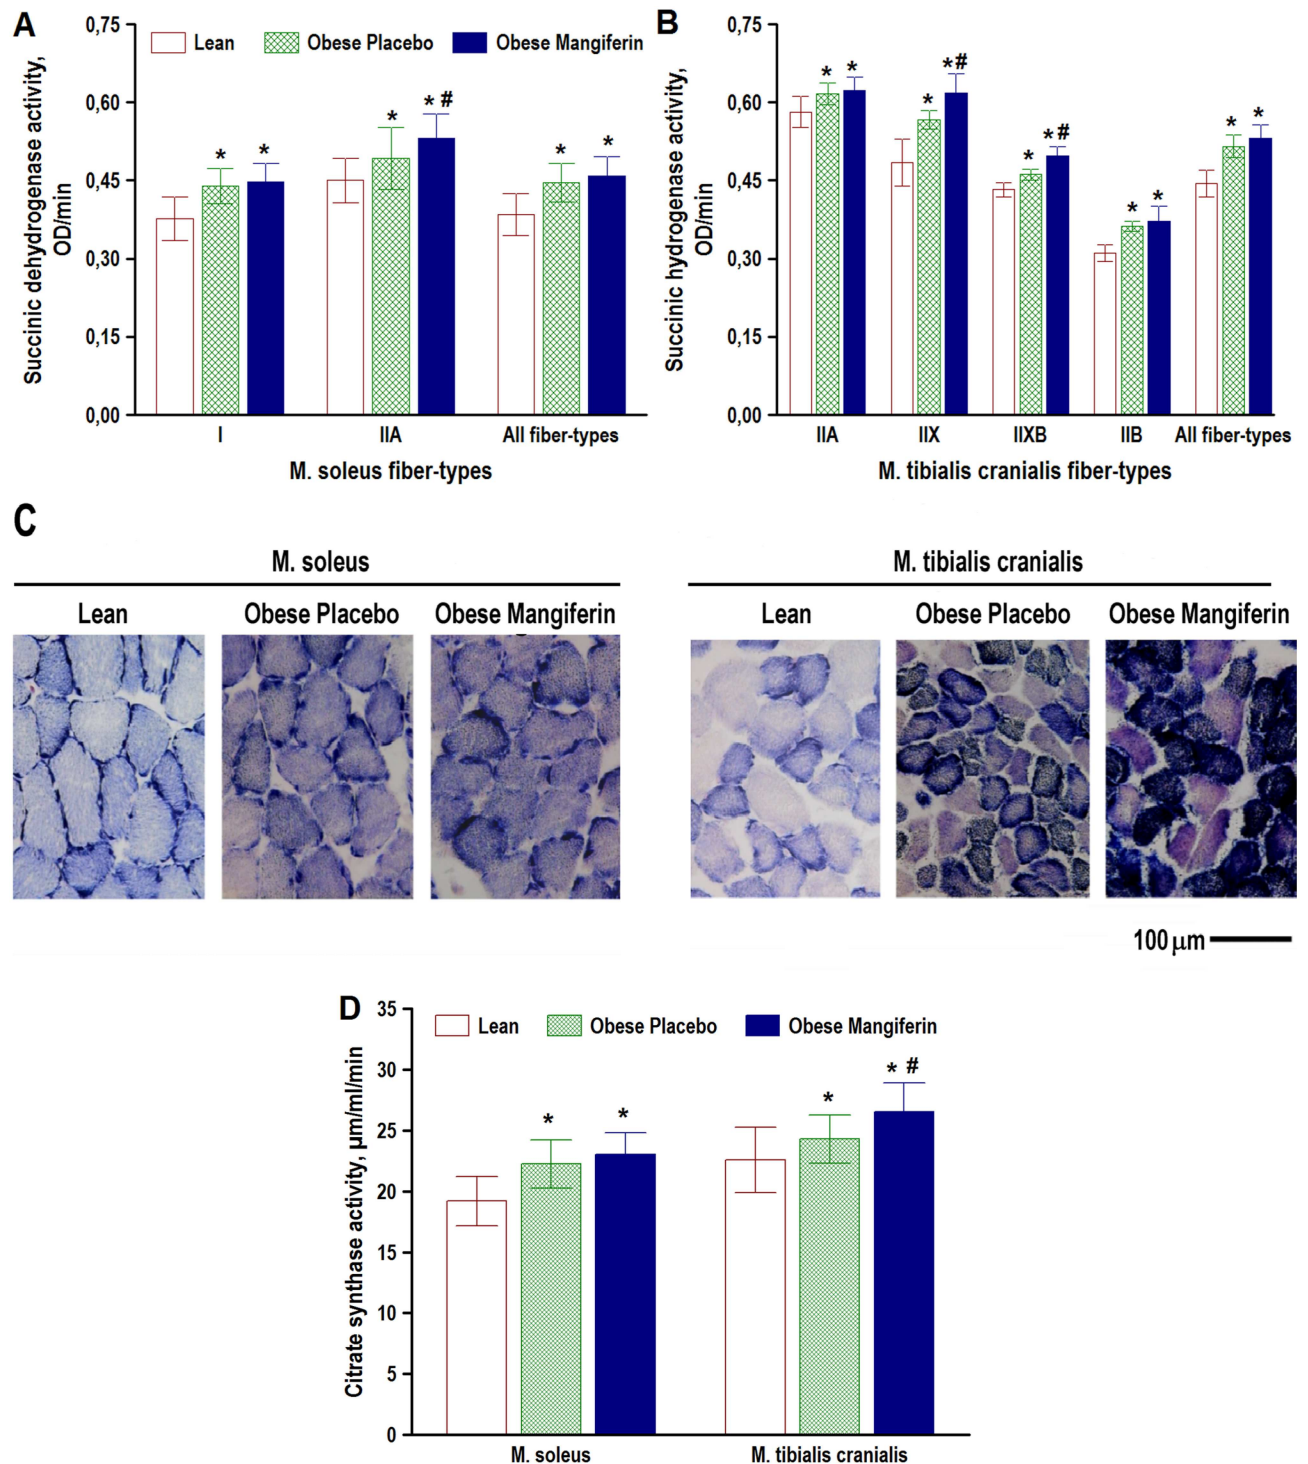 A
Succinic dehydrogenase activity,
OD/min
0,75
0,60
0,45
0,30
0,15
0,00
Lean
Obese Placebo
Obese Mangiferin
*
*
*
* #
*
*
I
IIA
All fiber-types
M. soleus fiber-types
B
Succinic hydrogenase activity,
OD/min
0,75
0,60
0,45
0,30
0,15
0,00
*
*
*
*#
*
*#
*
*
*
*
IIA
IIX
IIXB
IIB
All fiber-types
M. tibialis cranialis fiber-types
C
M. soleus
Lean
Obese Placebo
Obese Mangiferin
M. tibialis cranialis
Lean
Obese Placebo
Obese Mangiferin
100 µm
D
Citrate synthase activity, µm/ml/min
35
30
25
20
15
10
5
0
Lean
Obese Placebo
Obese Mangiferin
*
*
*
* #
M. soleus
M. tibialis cranialis